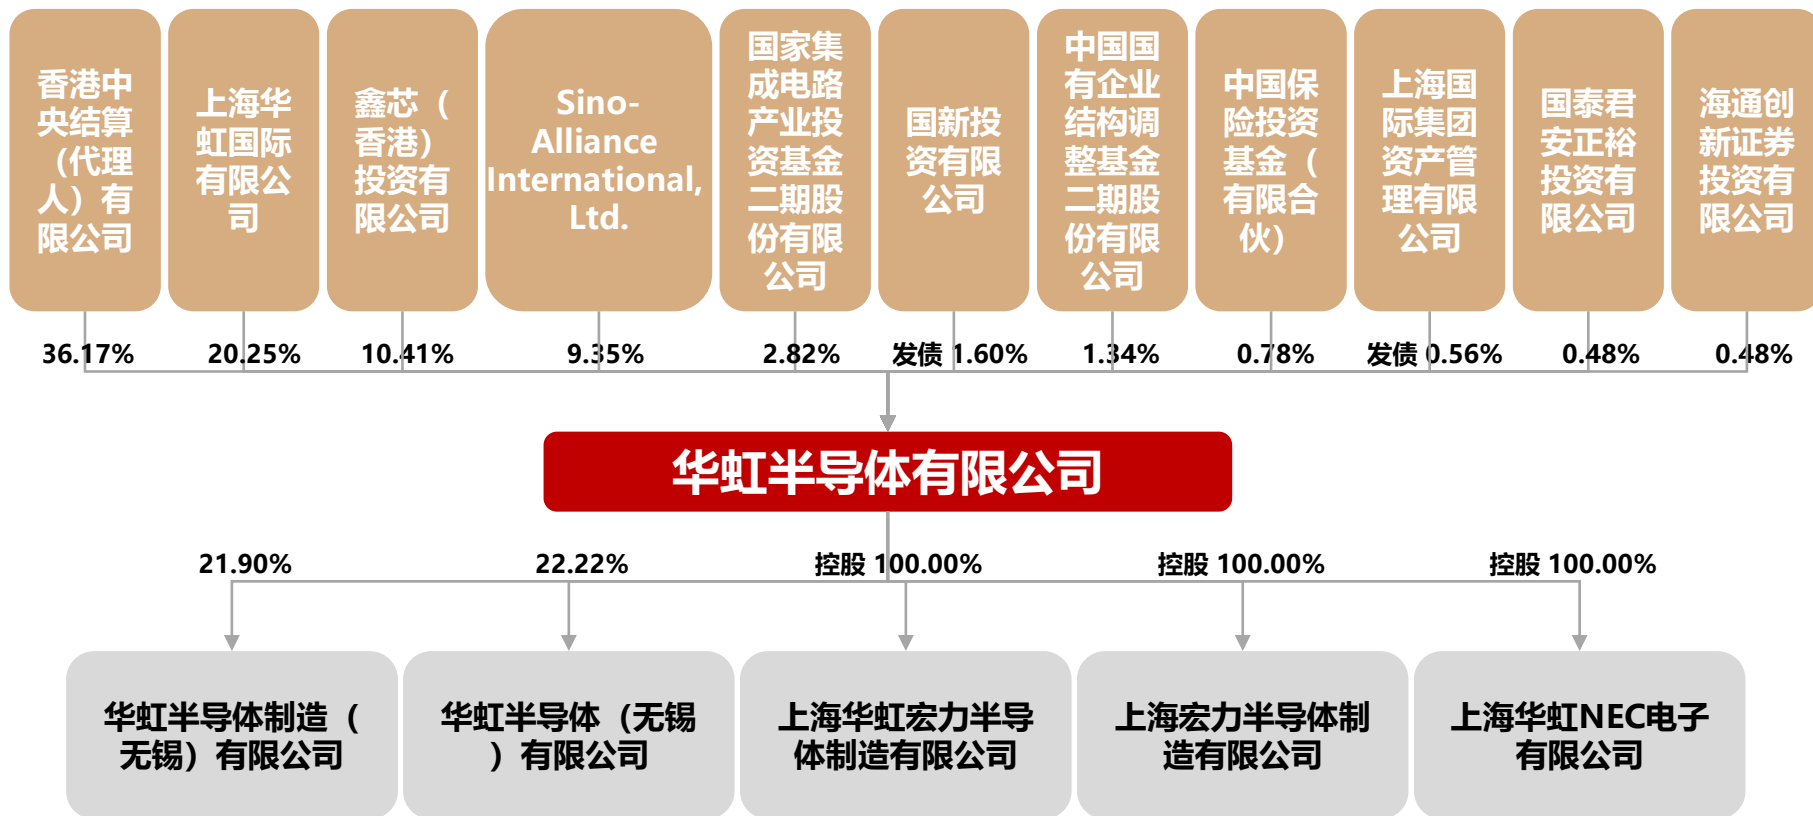 香港中
央结算
（代理
人）有
限公司
上海华
虹国际
有限公
司
鑫芯（
香港）
投资有
限公司
Sino-
Alliance
International,
Ltd.
国家集
成电路
产业投
资基金
二期股
份有限
公司
国新投
资有限
公司
中国国
有企业
结构调
整基金
二期股
份有限
公司
中国保
险投资
基金（
有限合
伙）
上海国
际集团
资产管
理有限
公司
国泰君
安正裕
投资有
限公司
海通创
新证券
投资有
限公司
36.17%
20.25%
10.41%
9.35%
2.82%
发债 1.60%
1.34%
0.78%
发债 0.56%
0.48%
0.48%
华虹半导体有限公司
21.90%
22.22%
控股 100.00%
控股 100.00%
控股 100.00%
华虹半导体制造（
无锡）有限公司
华虹半导体（无锡
）有限公司
上海华虹宏力半导
体制造有限公司
上海宏力半导体制
造有限公司
上海华虹NEC电子
有限公司